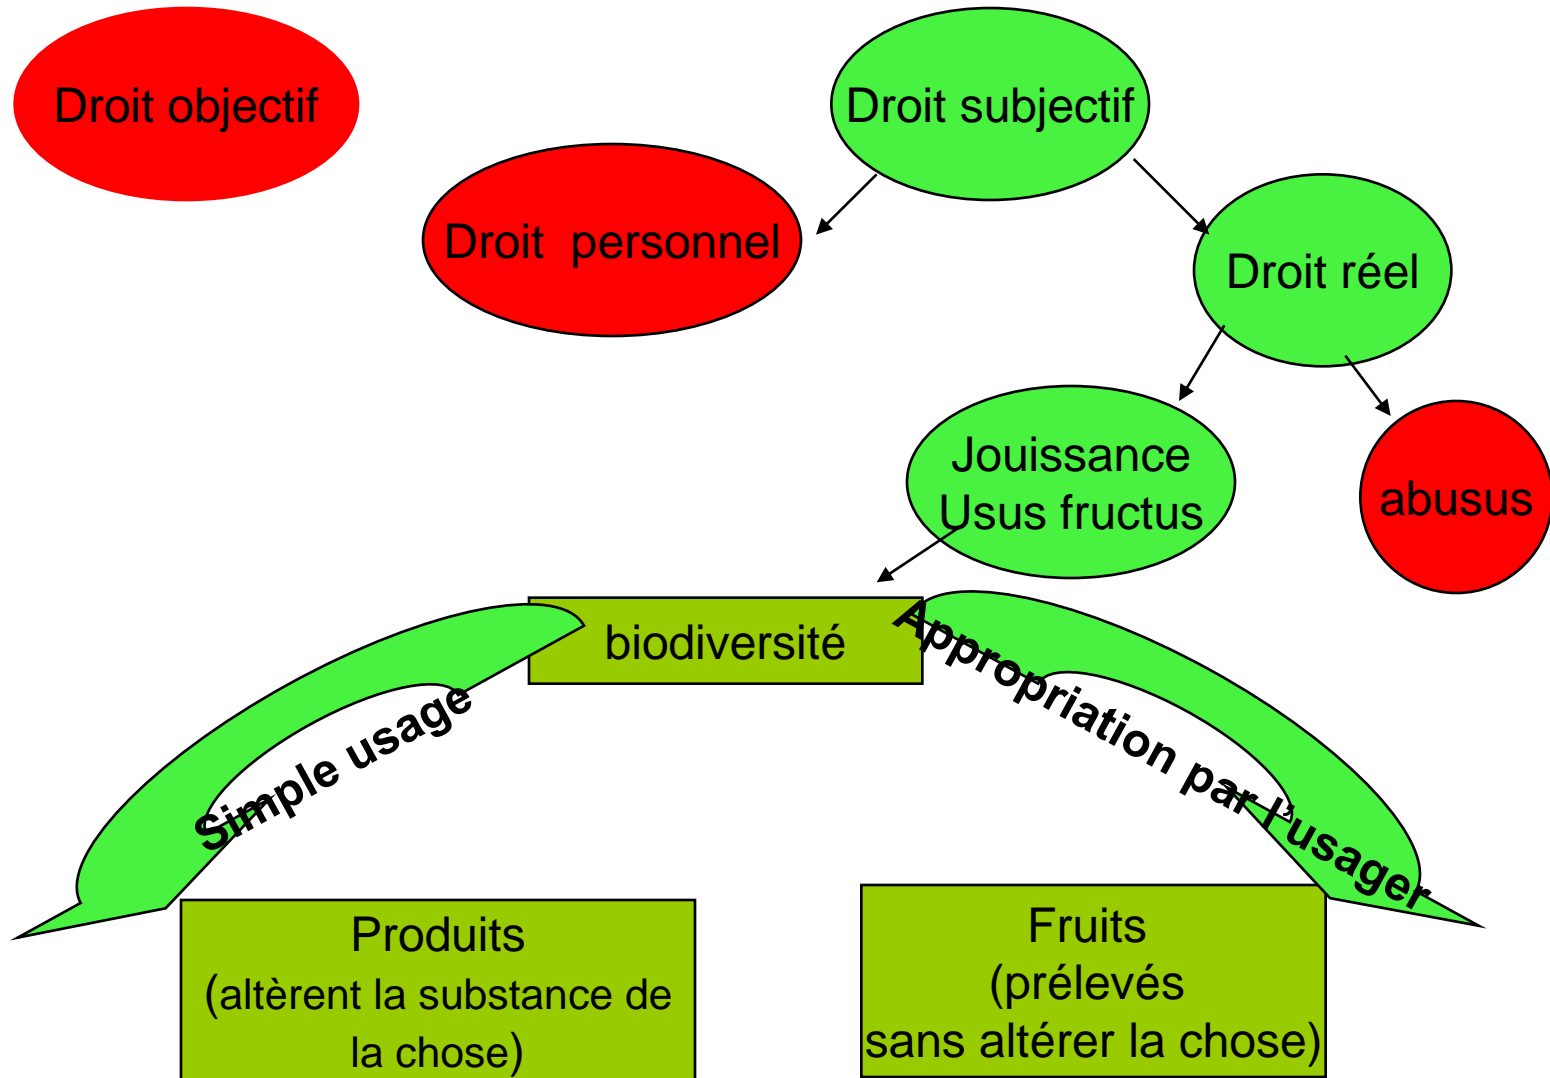 Droit objectif
Droit subjectif
Droit personnel
Droit réel
Jouissance
Usus fructus
abusus
biodiversité
Simple usage
Appropriation par l'usager
Produits
(altèrent la substance de
la chose)
Fruits
(prélevés
sans altérer la chose)